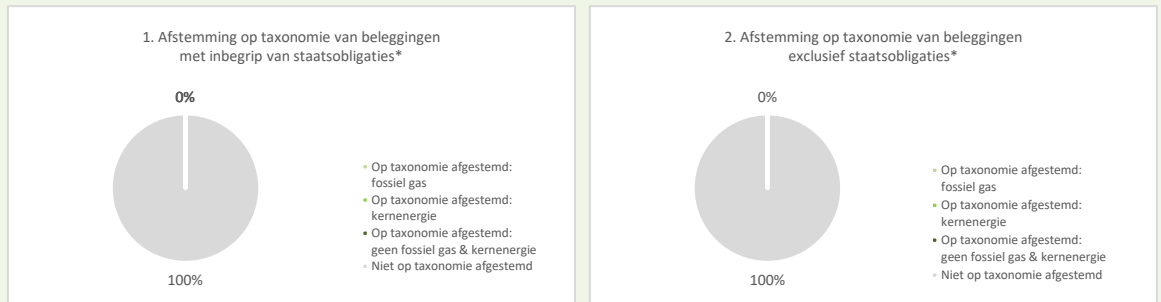 1. Afstemming op taxonomie van beleggingen
met inbegrip van staatsobligaties*
0%
100%
Op taxonomie afgestemd:
fossiel gas
Op taxonomie afgestemd:
kernenergie
Op taxonomie afgestemd:
geen fossiel gas & kernenergie
Niet op taxonomie afgestemd
2. Afstemming op taxonomie van beleggingen
exclusief staatsobligaties*
0%
100%
Op taxonomie afgestemd:
fossiel gas
Op taxonomie afgestemd:
kernenergie
Op taxonomie afgestemd:
geen fossiel gas & kernenergie
Niet op taxonomie afgestemd